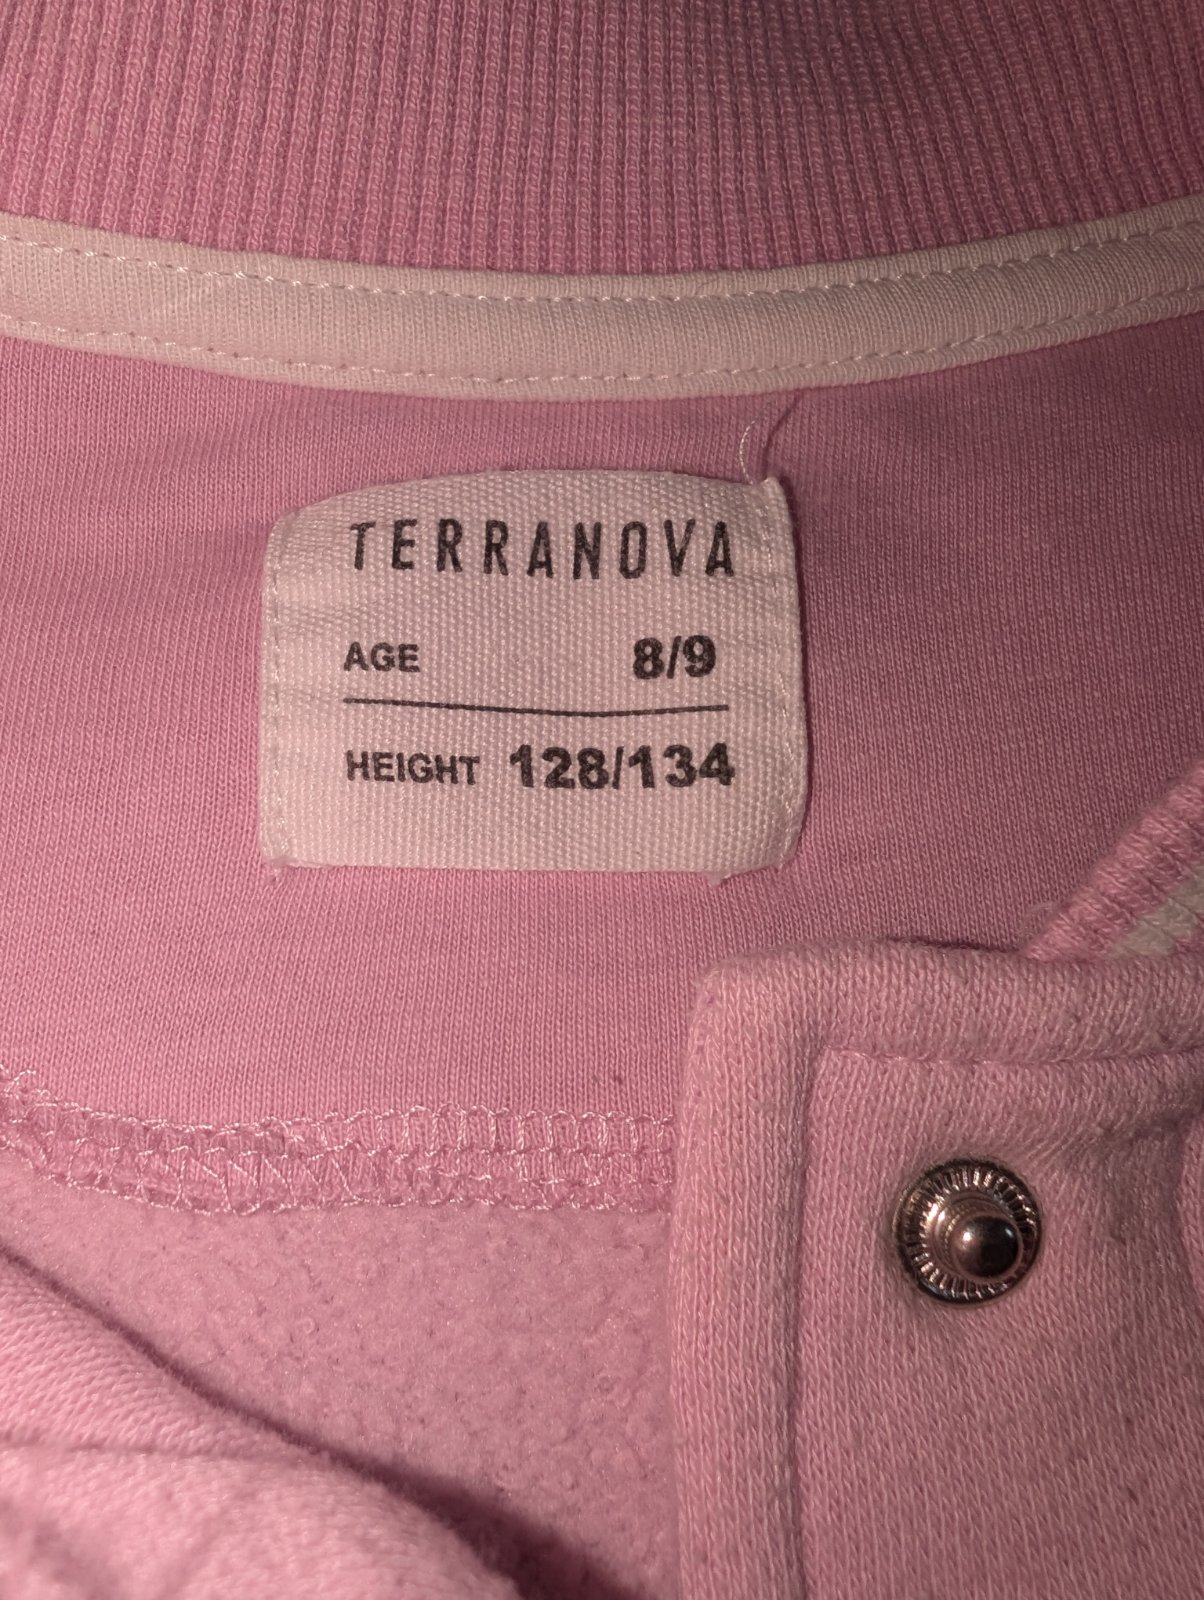 TERRANOVA
AGE 8/9
HEIGHT 128/134